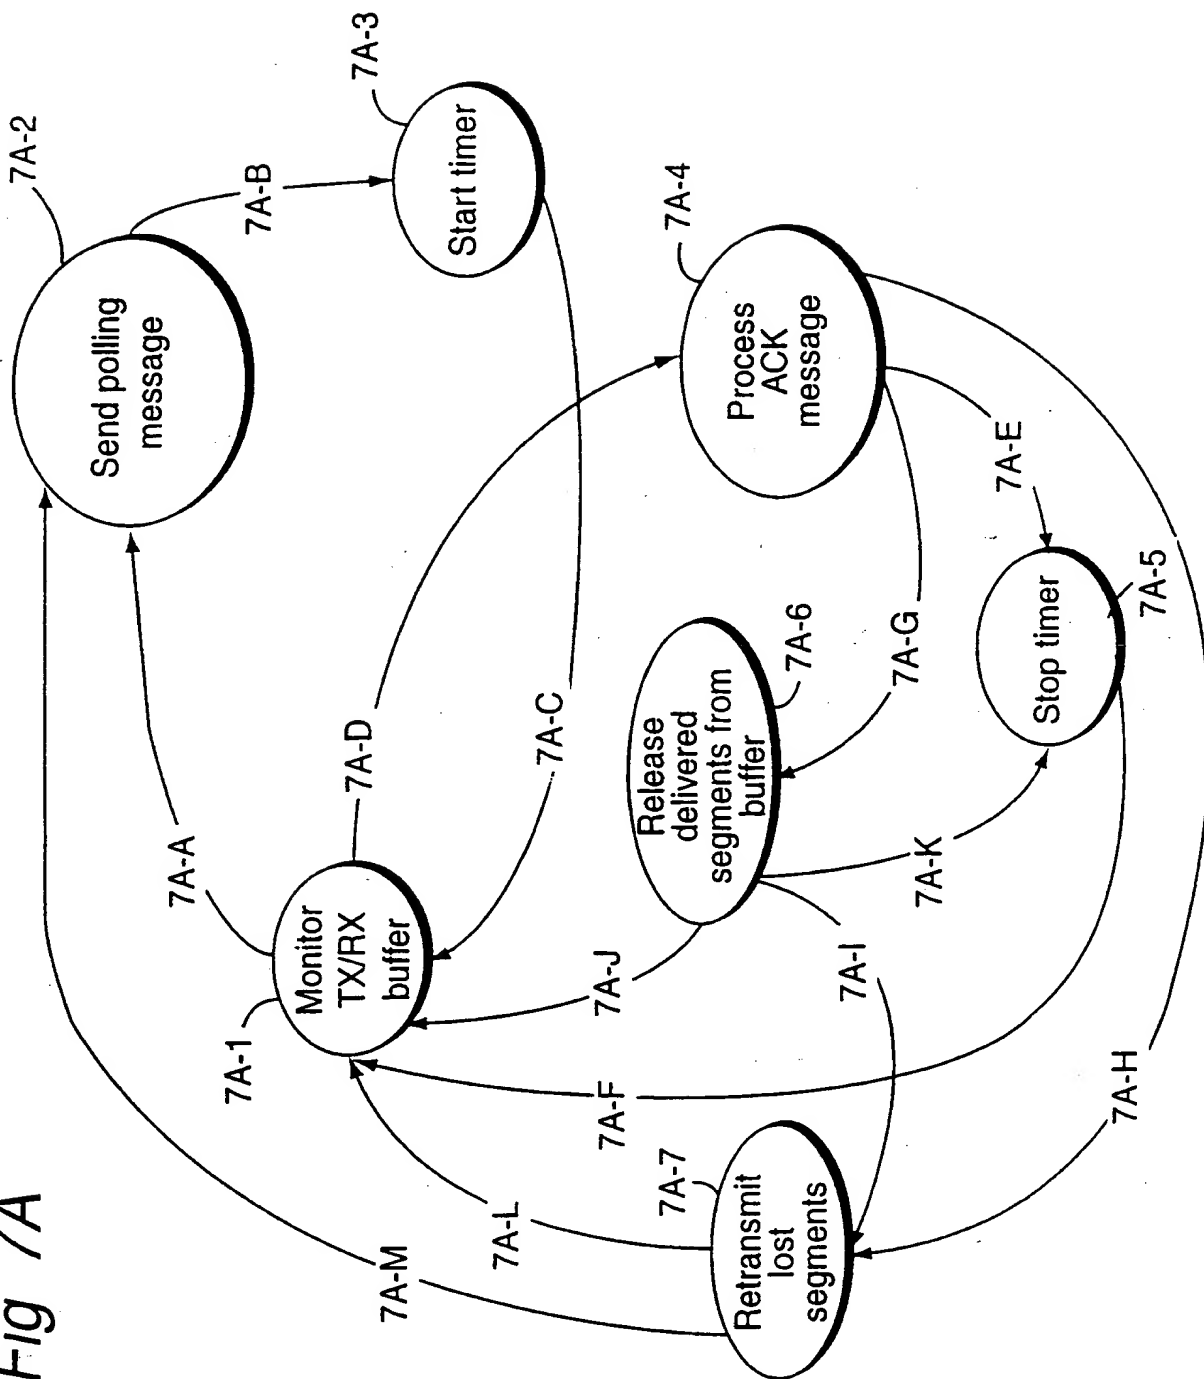 Fig 7A
7A-1
Monitor
TX/RX
buffer
7A-A
7A-2
Send polling
message
7A-B
7A-3
Start timer
7A-C
7A-D
7A-4
Process
ACK
message
7A-E
7A-5
Stop timer
7A-F
7A-G
7A-6
Release
delivered
segments from
buffer
7A-H
7A-I
7A-J
7A-K
7A-7
Retransmit
lost
segments
7A-L
7A-M